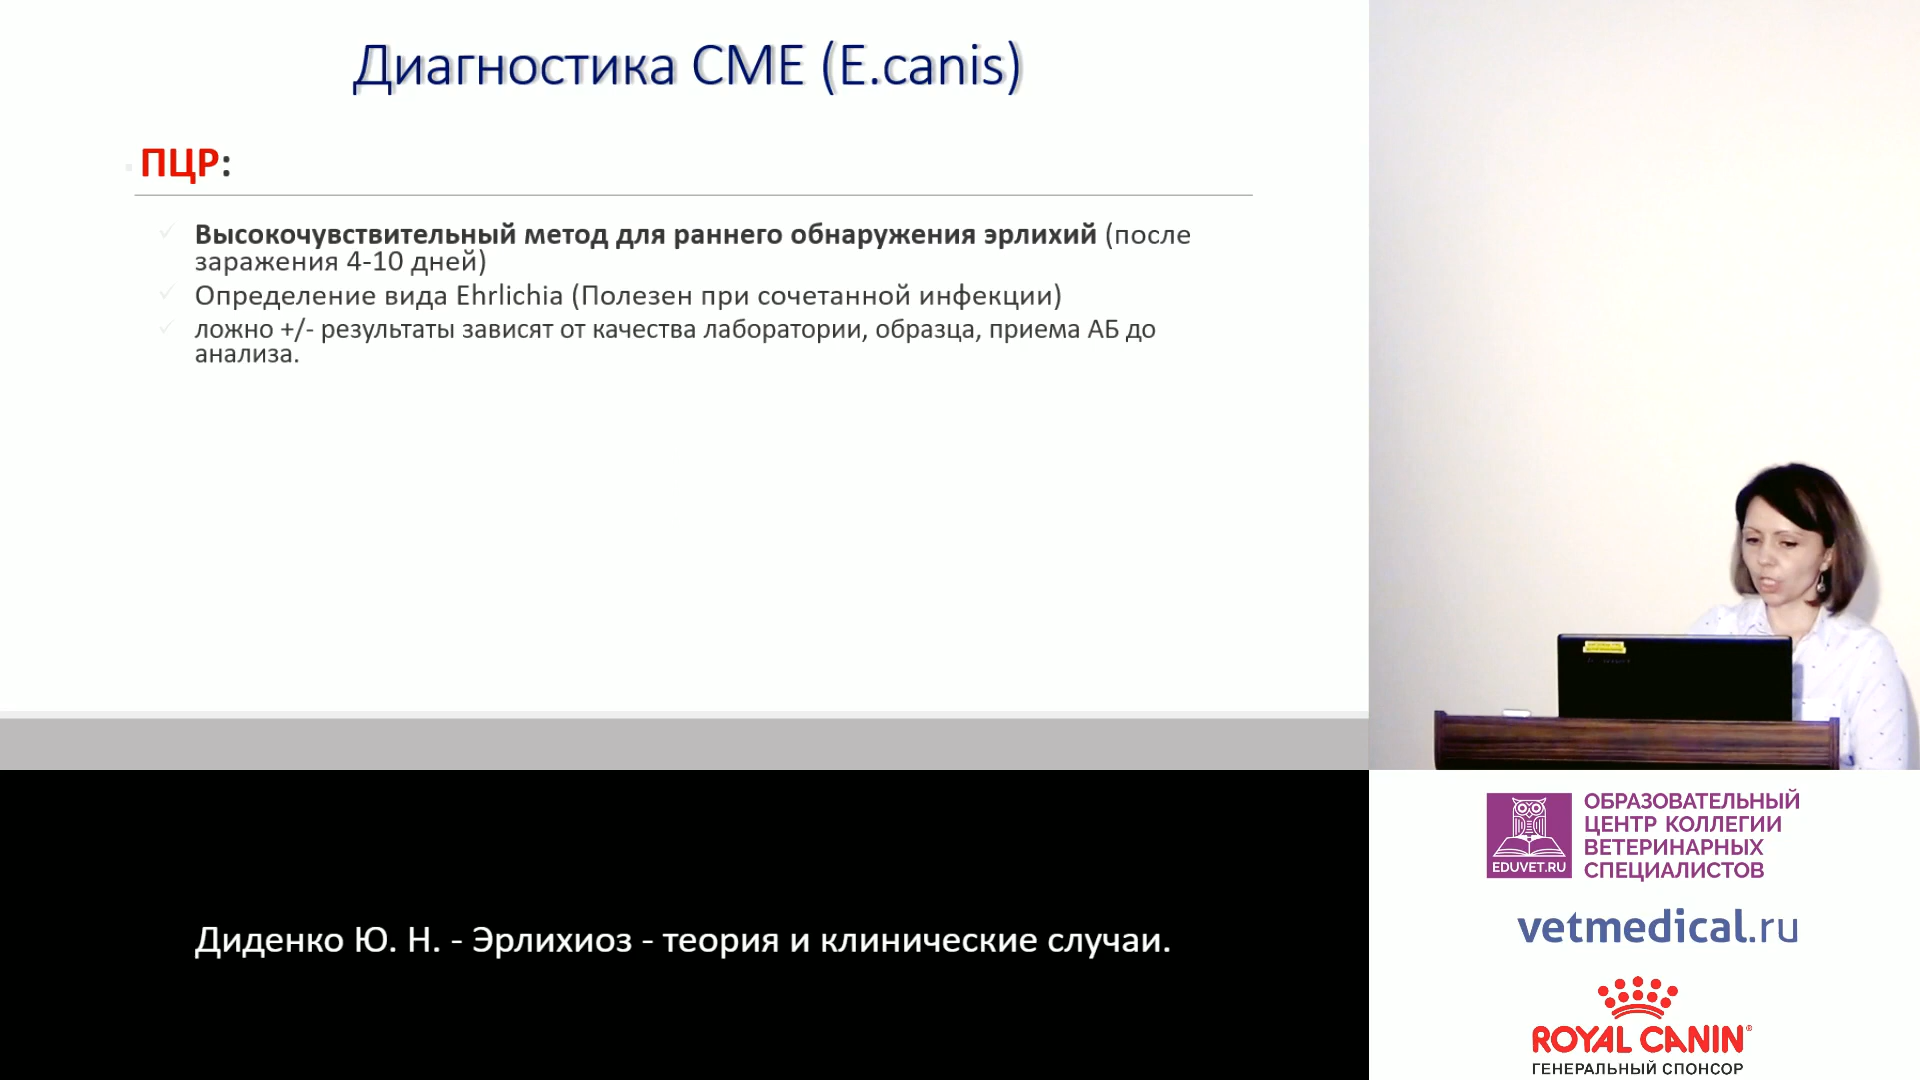 Диагностика CME (E.canis)
ПЦР:
Высокочувствительный метод для раннего обнаружения эрлихий (после
заражения 4-10 дней)
Определение вида Ehrlichia (Полезен при сочетанной инфекции)
ложно +/- результаты зависят от качества лаборатории, образца, приема АБ до
анализа.
Диденко Ю. Н. - Эрлихиоз - теория и клинические случаи.
EDUVET.RU
ОБРАЗОВАТЕЛЬНЫЙ
ЦЕНТР КОЛЛЕГИИ
ВЕТЕРИНАРНЫХ
СПЕЦИАЛИСТОВ
vetmedical.ru
ROYAL CANIN®
ГЕНЕРАЛЬНЫЙ СПОНСОР